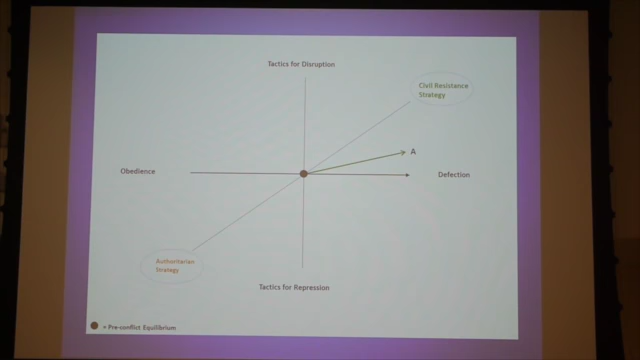 Tactics for Disruption
Civil Resistance
Strategy
A
Obedience
Defection
Authoritarian
Strategy
Tactics for Repression
= Pre-conflict Equilibrium